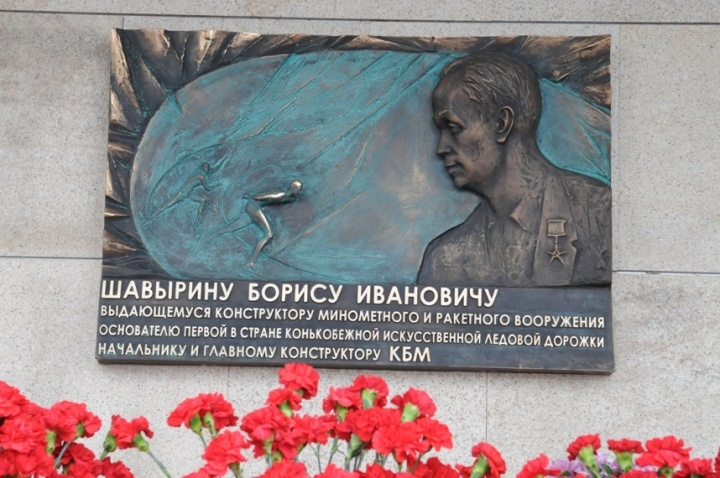 ШАВЫРИНУ БОРИСУ ИВАНОВИЧУ
ВЫДАЮЩЕМУСЯ КОНСТРУКТОРУ МИНОМЕТНОГО И РАКЕТНОГО ВООРУЖЕНИЯ
ОСНОВАТЕЛЮ ПЕРВОЙ В СТРАНЕ КОНЬКОБЕЖНОЙ ИСКУССТВЕННОЙ ЛЕДОВОЙ ДОРОЖКИ
НАЧАЛЬНИКУ И ГЛАВНОМУ КОНСТРУКТОРУ КБМ